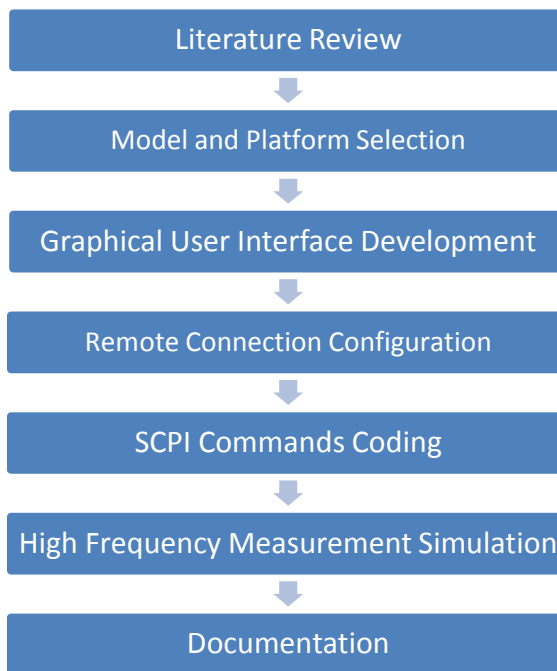 Literature Review
Model and Platform Selection
Graphical User Interface Development
Remote Connection Configuration
SCPI Commands Coding
High Frequency Measurement Simulation
Documentation